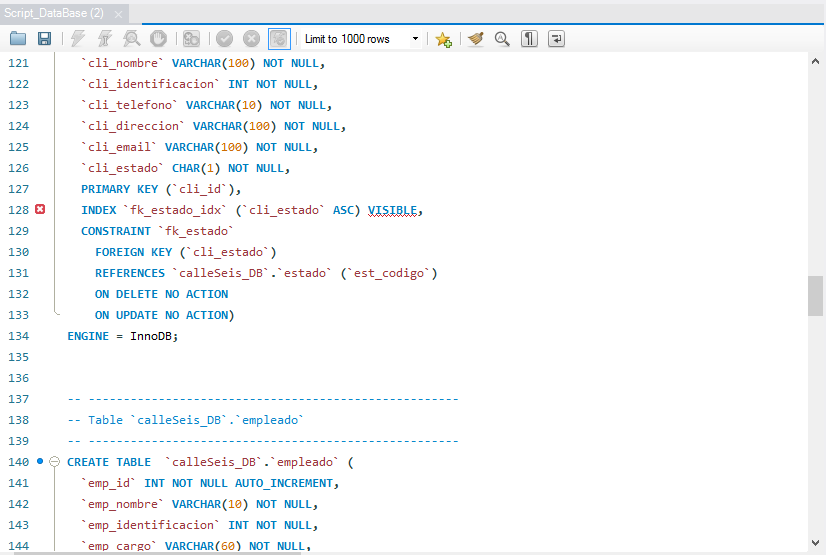 Script_DataBase (2) ×
Limit to 1000 rows
121 `cli_nombre` VARCHAR(100) NOT NULL,
122 `cli_identificacion` INT NOT NULL,
123 `cli_telefono` VARCHAR(10) NOT NULL,
124 `cli_direccion` VARCHAR(100) NOT NULL,
125 `cli_email` VARCHAR(100) NOT NULL,
126 `cli_estado` CHAR(1) NOT NULL,
127 PRIMARY KEY (`cli_id`),
128 INDEX `fk_estado_idx` (`cli_estado` ASC) VISIBLE,
129 CONSTRAINT `fk_estado`
130 FOREIGN KEY (`cli_estado`)
131 REFERENCES `calleSeis_DB`.`estado` (`est_codigo`)
132 ON DELETE NO ACTION
133 ON UPDATE NO ACTION)
134 ENGINE = InnoDB;
135
136
137 -- -----------------------------------------------------
138 -- Table `calleSeis_DB`.`empleado`
139 -- -----------------------------------------------------
140 CREATE TABLE `calleSeis_DB`.`empleado` (
141 `emp_id` INT NOT NULL AUTO_INCREMENT,
142 `emp_nombre` VARCHAR(10) NOT NULL,
143 `emp_identificacion` INT NOT NULL,
144 `emp_cargo` VARCHAR(60) NOT NULL,